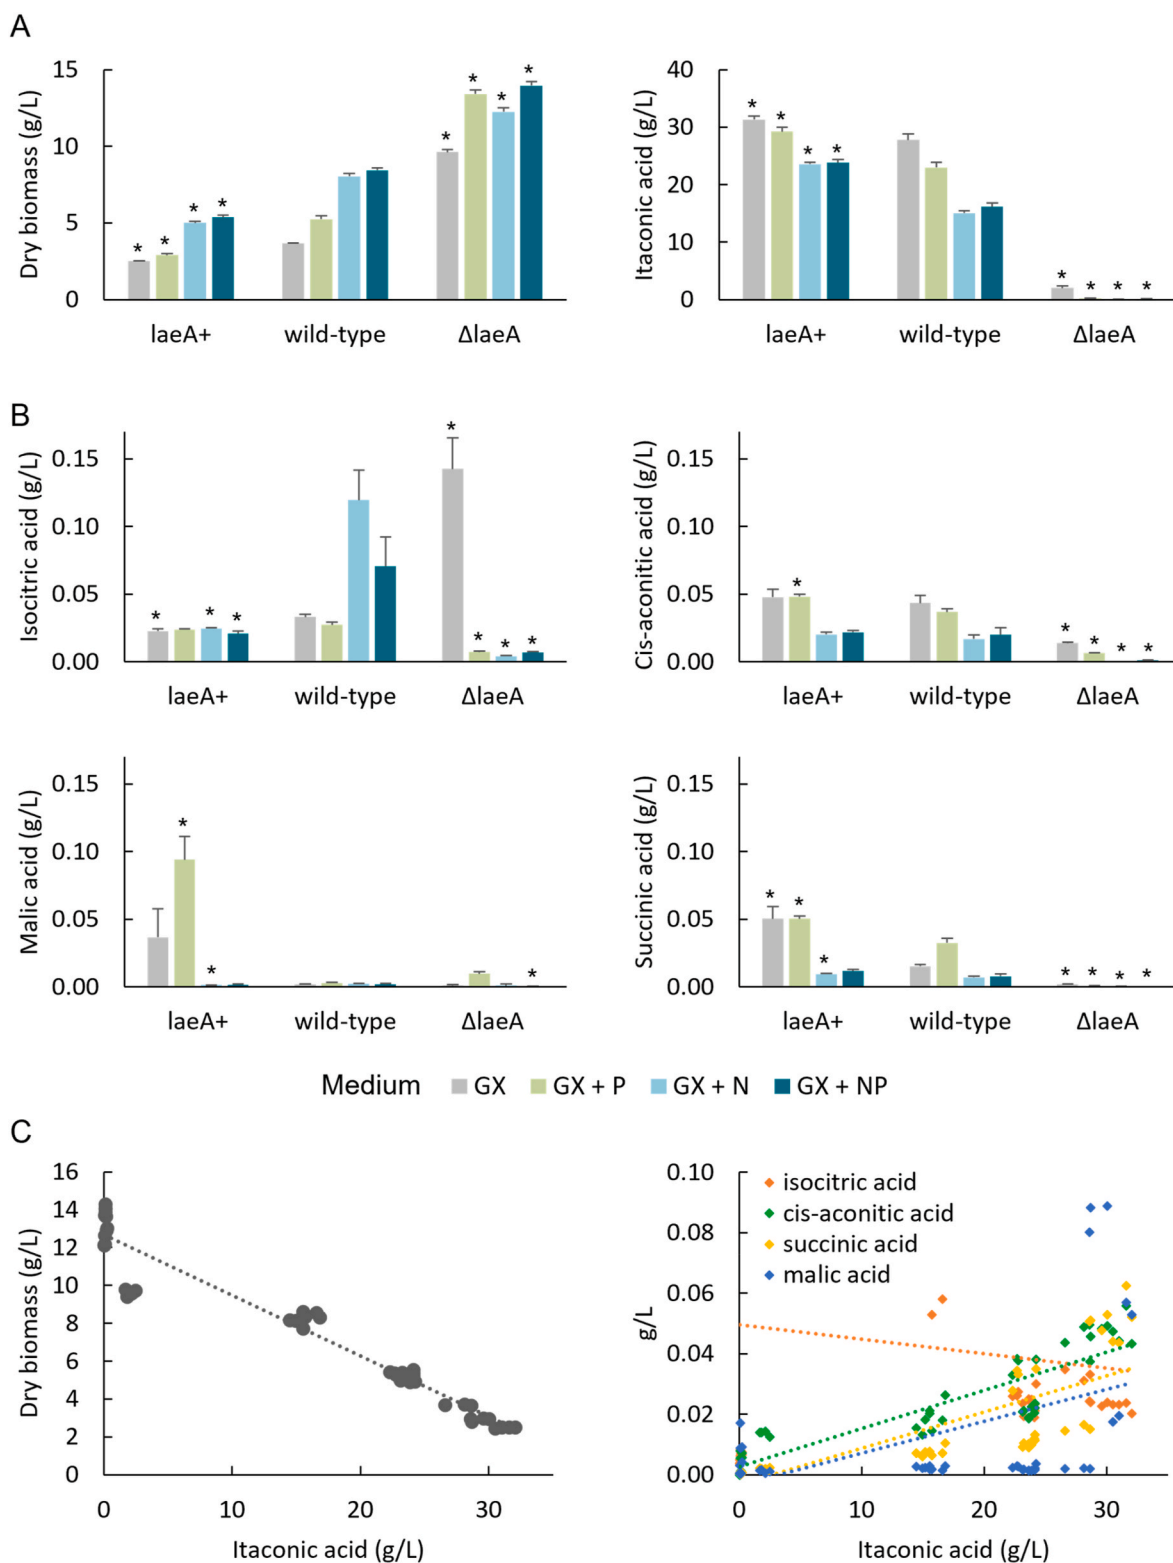 A
Dry biomass (g/L)
15
10
5
0
* * * *
* * * *
laeA+ wild-type ΔlaeA
Itaconic acid (g/L)
40
30
20
10
0
* * * *
* * * *
laeA+ wild-type ΔlaeA
B
Isocitric acid (g/L)
0.15
0.10
0.05
0.00
* * *
* * * *
laeA+ wild-type ΔlaeA
Cis-aconitic acid (g/L)
0.15
0.10
0.05
0.00
*
* * * *
laeA+ wild-type ΔlaeA
Malic acid (g/L)
0.15
0.10
0.05
0.00
* *
*
laeA+ wild-type ΔlaeA
Succinic acid (g/L)
0.15
0.10
0.05
0.00
* * *
* * * *
laeA+ wild-type ΔlaeA
Medium GX GX + P GX + N GX + NP
C
Dry biomass (g/L)
16
14
12
10
8
6
4
2
0
0 10 20 30
Itaconic acid (g/L)
g/L
0.10
0.08
0.06
0.04
0.02
0.00
isocitric acid
cis-aconitic acid
succinic acid
malic acid
0 10 20 30
Itaconic acid (g/L)